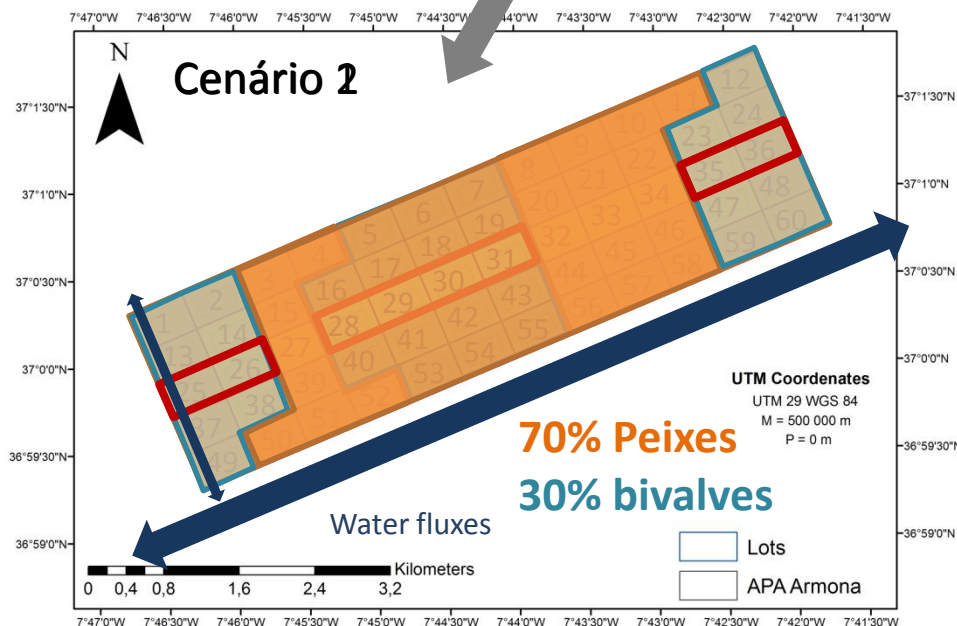 7°47'0"W 7°46'30"W 7°46'0"W 7°45'30"W 7°45'0"W 7°44'30"W 7°44'0"W 7°43'30"W 7°43'0"W 7°42'30"W 7°42'0"W 7°41'30"W
N
Cenário
37°1'30"N
37°1'0"N
37°0'30"N
37°0'0"N
36°59'30"N
36°59'0"N
37°1'30"N
37°1'0"N
37°0'30"N
37°0'0"N
36°59'30"N
36°59'0"N
1 2 3 4 5 6 7 8 9 10 11 12
13 14 15 16 17 18 19 20 21 22 23 24
25 26 27 28 29 30 31 32 33 34 35 36
37 38 39 40 41 42 43 44 45 46 47 48
49 50 51 52 53 54 55 56 57 58 59 60
UTM Coordenates
UTM 29 WGS 84
M = 500 000 m
P = 0 m
70% Peixes
30% bivalves
Water fluxes
Lots
APA Armona
Kilometers
0 0,4 0,8 1,6 2,4 3,2
7°47'0"W 7°46'30"W 7°46'0"W 7°45'30"W 7°45'0"W 7°44'30"W 7°44'0"W 7°43'30"W 7°43'0"W 7°42'30"W 7°42'0"W 7°41'30"W